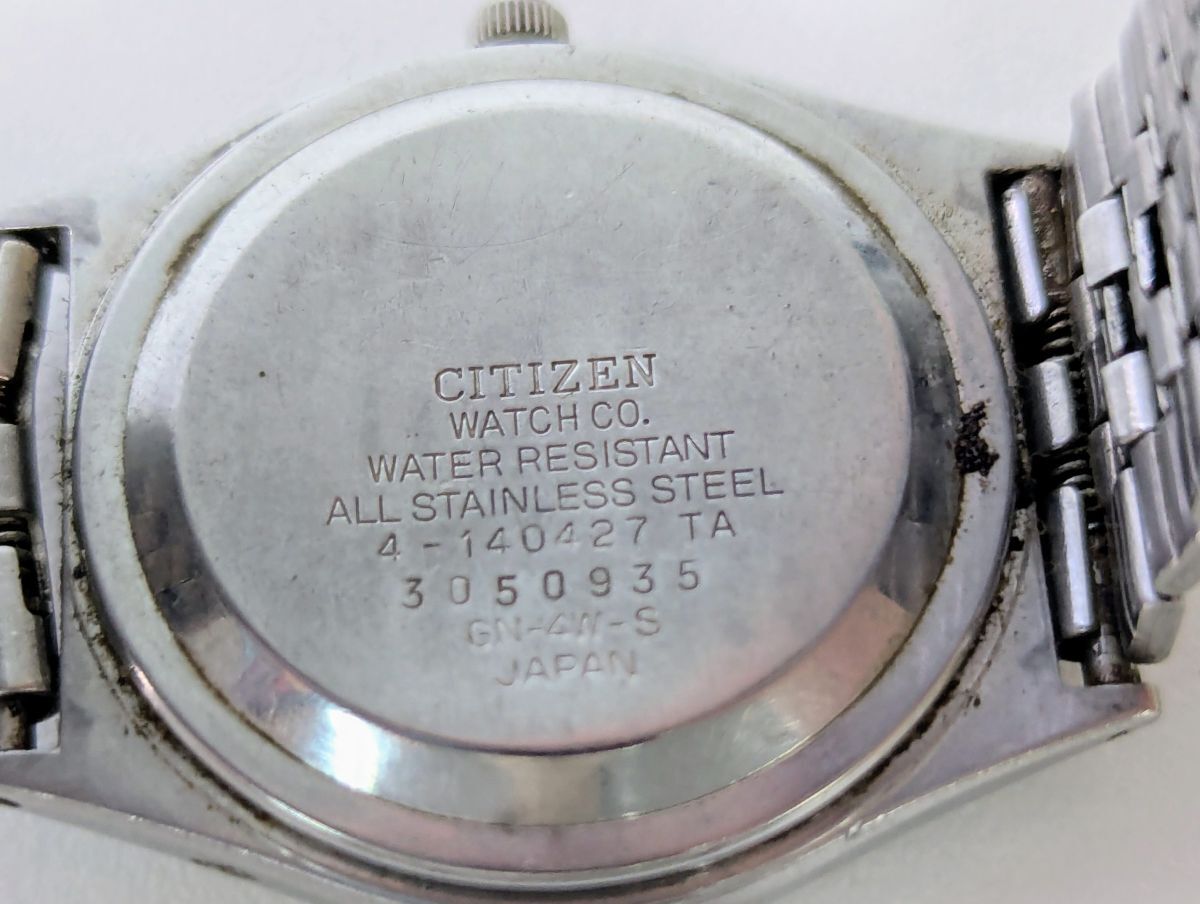 CITIZEN
WATCH CO.
WATER RESISTANT
ALL STAINLESS STEEL
4-140427 TA
3050935
GN-4W-S
JAPAN